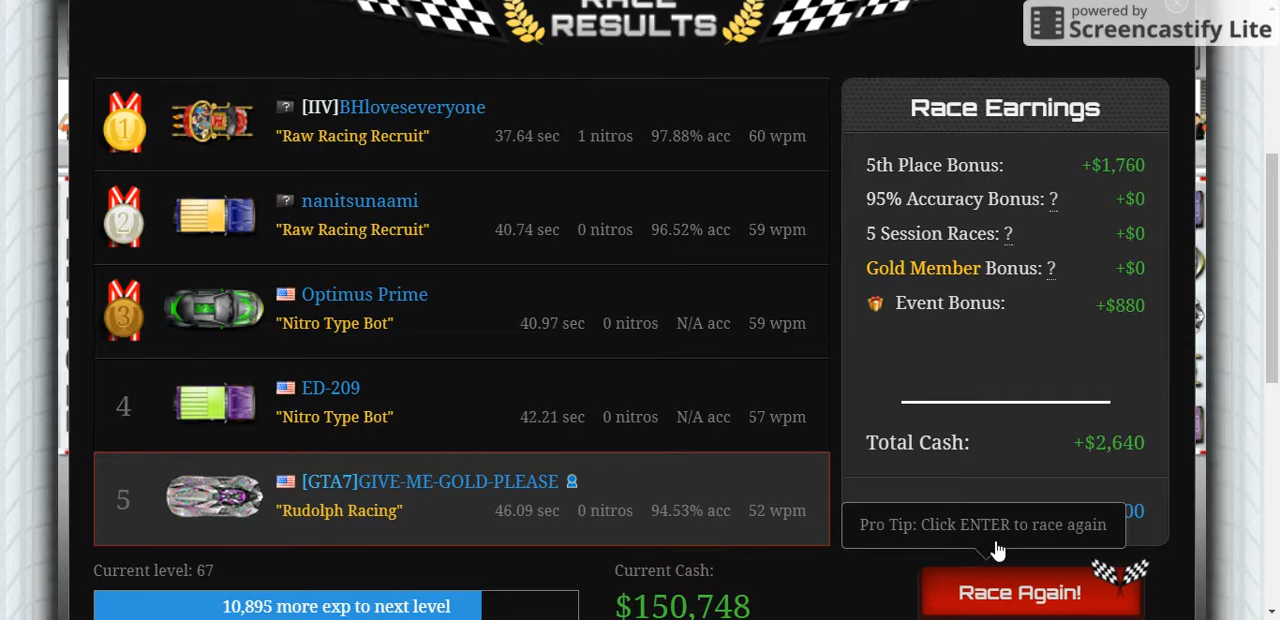 RACE
RESULTS
powered by
Screencastify Lite
1
[IIV]BHloveseveryone
"Raw Racing Recruit" 37.64 sec 1 nitros 97.88% acc 60 wpm
2
nanitsunaami
"Raw Racing Recruit" 40.74 sec 0 nitros 96.52% acc 59 wpm
3
Optimus Prime
"Nitro Type Bot" 40.97 sec 0 nitros N/A acc 59 wpm
4
ED-209
"Nitro Type Bot" 42.21 sec 0 nitros N/A acc 57 wpm
5
[GTA7]GIVE-ME-GOLD-PLEASE
"Rudolph Racing" 46.09 sec 0 nitros 94.53% acc 52 wpm
Race Earnings
5th Place Bonus: +$1,760
95% Accuracy Bonus: ? +$0
5 Session Races: ? +$0
Gold Member Bonus: ? +$0
Event Bonus: +$880
Total Cash: +$2,640
00
Pro Tip: Click ENTER to race again
Current level: 67
10,895 more exp to next level
Current Cash:
$150,748
Race Again!